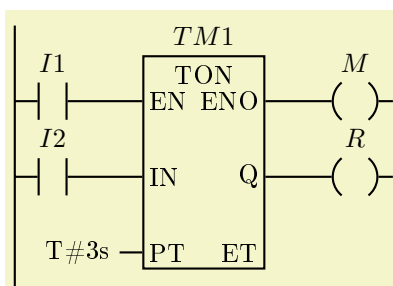 TM1
I1
TON
M
EN ENO
I2
R
IN Q
T#3s PT ET